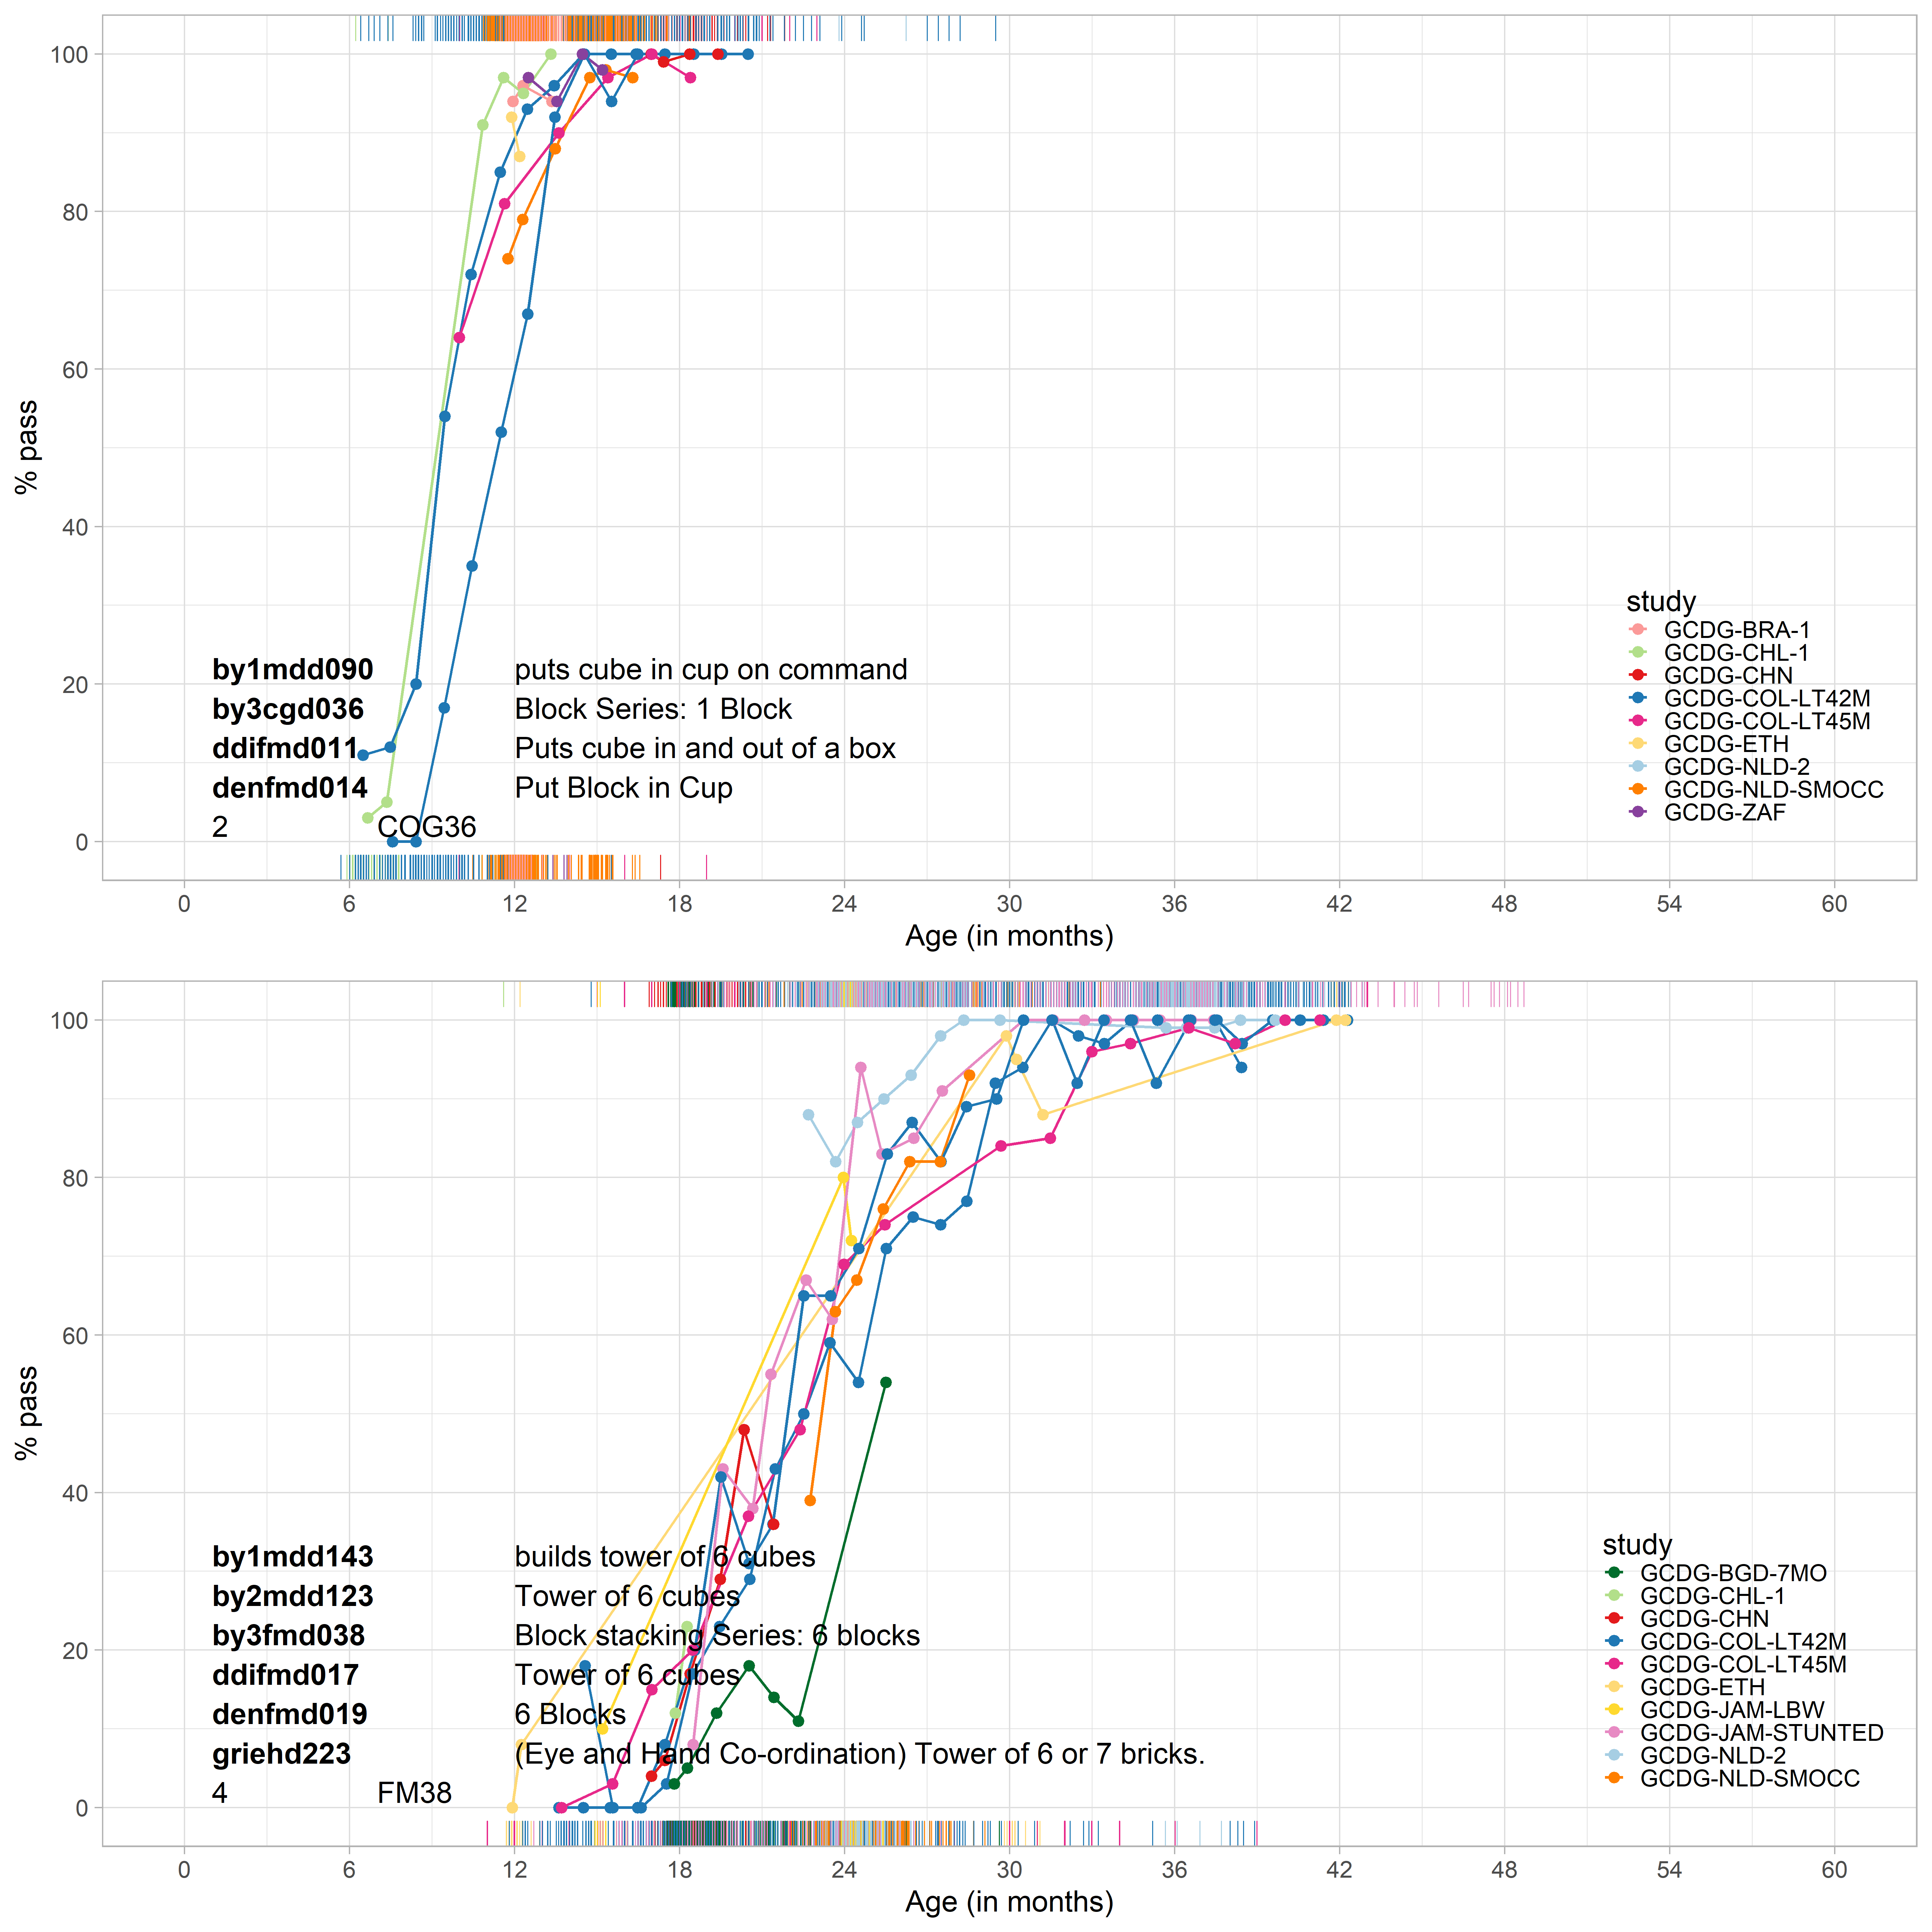 100
80
60
40
20
0
% pass
by1mdd090 puts cube in cup on command
by3cgd036 Block Series: 1 Block
ddifmd011 Puts cube in and out of a box
denfmd014 Put Block in Cup
2 COG36
study
GCDG-BRA-1
GCDG-CHL-1
GCDG-CHN
GCDG-COL-LT42M
GCDG-COL-LT45M
GCDG-ETH
GCDG-NLD-2
GCDG-NLD-SMOCC
GCDG-ZAF
0 6 12 18 24 30 36 42 48 54 60
Age (in months)
100
80
60
40
20
0
% pass
by1mdd143 builds tower of 6 cubes
by2mdd123 Tower of 6 cubes
by3fmd038 Block stacking Series: 6 blocks
ddifmd017 Tower of 6 cubes
denfmd019 6 Blocks
griehd223 (Eye and Hand Co-ordination) Tower of 6 or 7 bricks.
4 FM38
study
GCDG-BGD-7MO
GCDG-CHL-1
GCDG-CHN
GCDG-COL-LT42M
GCDG-COL-LT45M
GCDG-ETH
GCDG-JAM-LBW
GCDG-JAM-STUNTED
GCDG-NLD-2
GCDG-NLD-SMOCC
0 6 12 18 24 30 36 42 48 54 60
Age (in months)